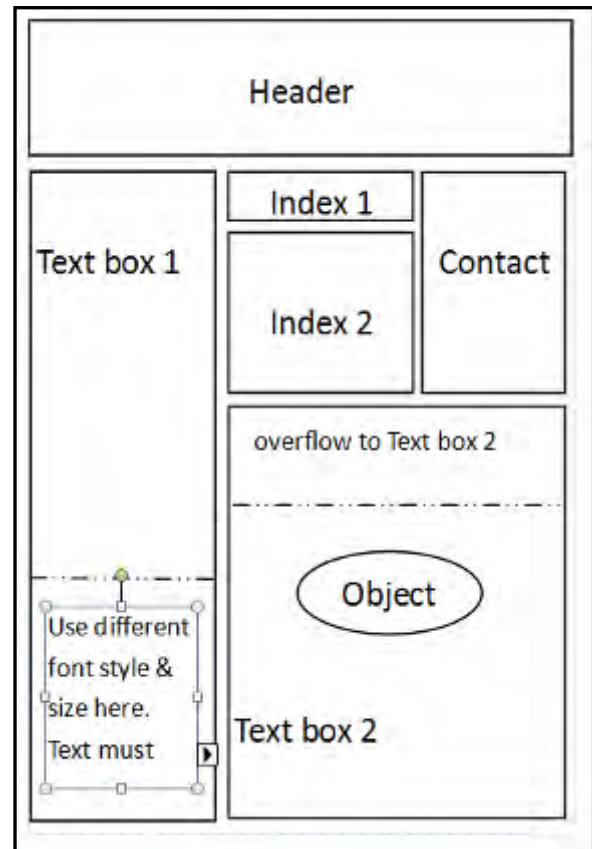 Header
Text box 1
Index 1
Index 2
Contact
overflow to Text box 2
Object
Use different
font style &
size here.
Text must
Text box 2